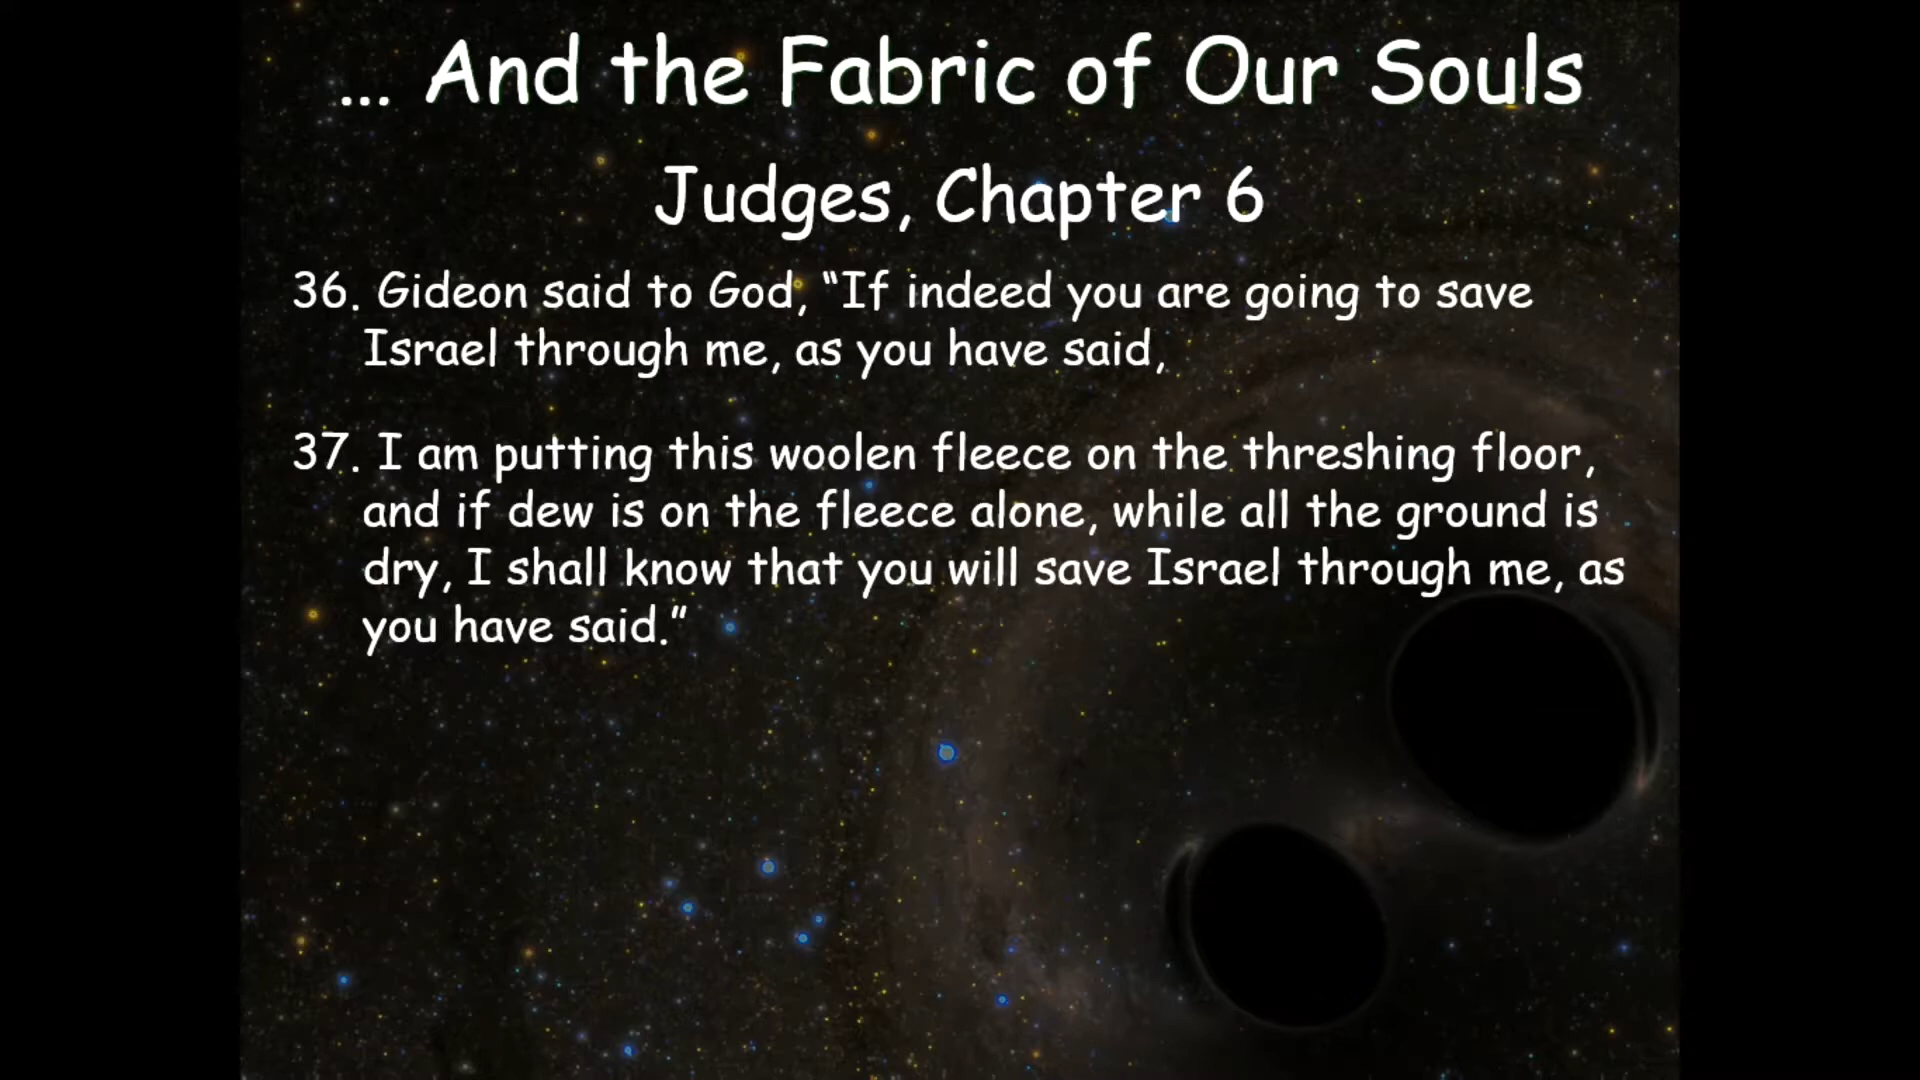 ... And the Fabric of Our Souls
Judges, Chapter 6
36. Gideon said to God, “If indeed you are going to save
Israel through me, as you have said,
37. I am putting this woolen fleece on the threshing floor,
and if dew is on the fleece alone, while all the ground is
dry, I shall know that you will save Israel through me, as
you have said.”